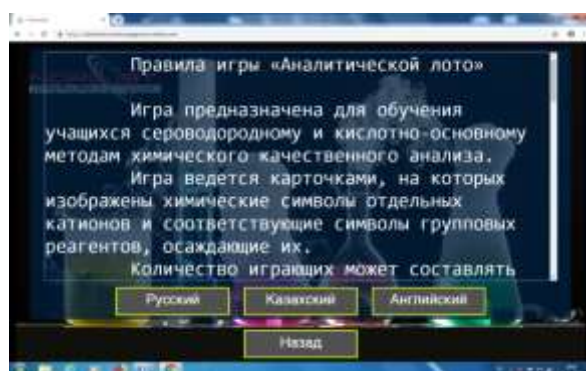 Правила игры «Аналитической лото»
Игра предназначена для обучения
учащихся сероводородному и кислотно-основному
методам химического качественного анализа.
Игра ведется карточками, на которых
изображены химические символы отдельных
катионов и соответствующие символы групповых
реагентов, осаждающие их.
Количество играющих может составлять
Русский
Казахский
Английский
Назад